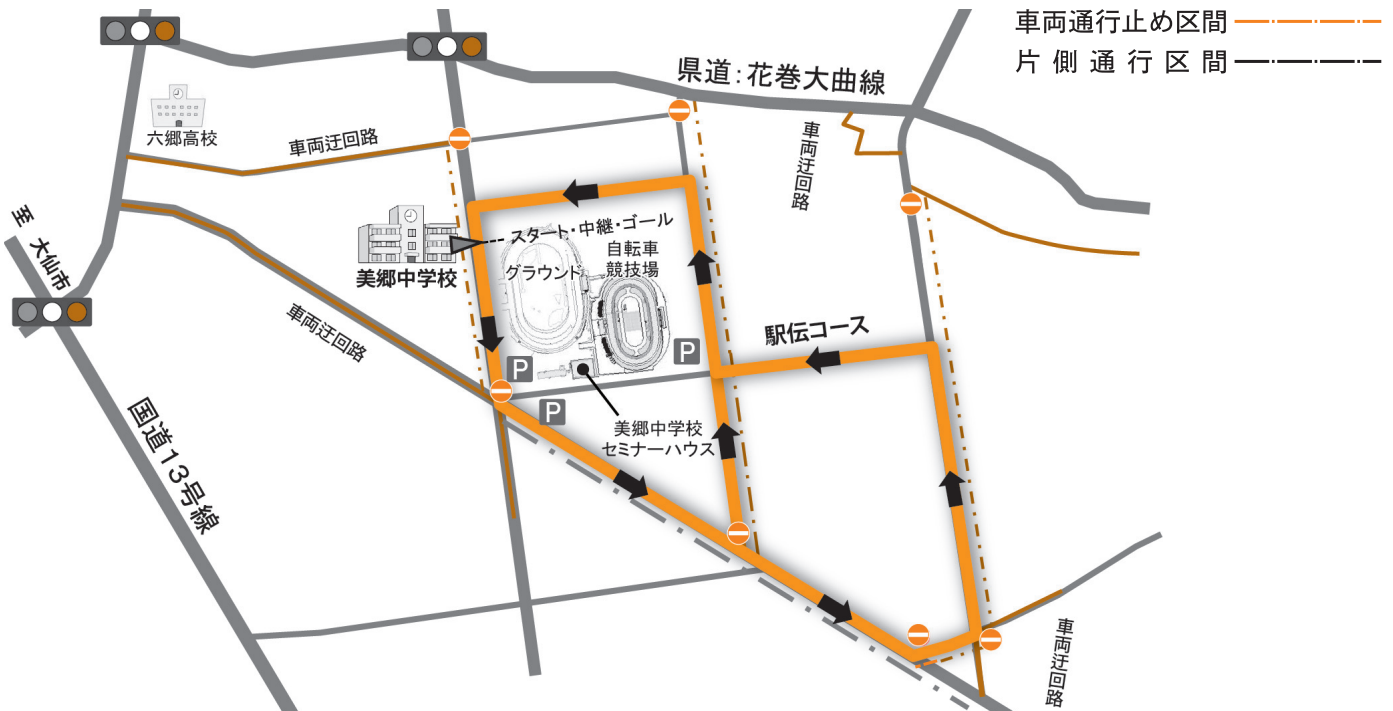 車両通行止め区間
片側通行区間
県道:花巻大曲線
六郷高校
車両迂回路
車両迂回路
至 大仙市
スタート・中継・ゴール
自転車
競技場
グラウンド
美郷中学校
車両迂回路
駅伝コース
P
P
P
美郷中学校
セミナーハウス
国道13号線
車両迂回路